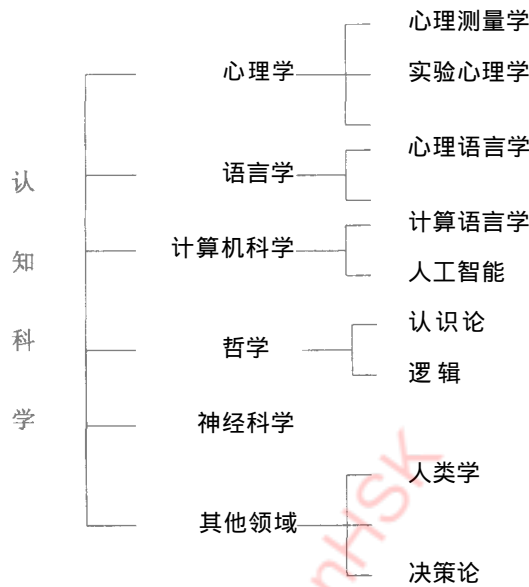 认知科学
心理学
心理测量学
实验心理学
语言学
心理语言学
计算机科学
计算语言学
人工智能
哲学
认识论
逻辑
神经科学
其他领域
人类学
决策论
nHSK